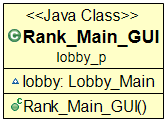 <<Java Class>>
Rank_Main_GUI
lobby_p
lobby: Lobby_Main
Rank_Main_GUI()